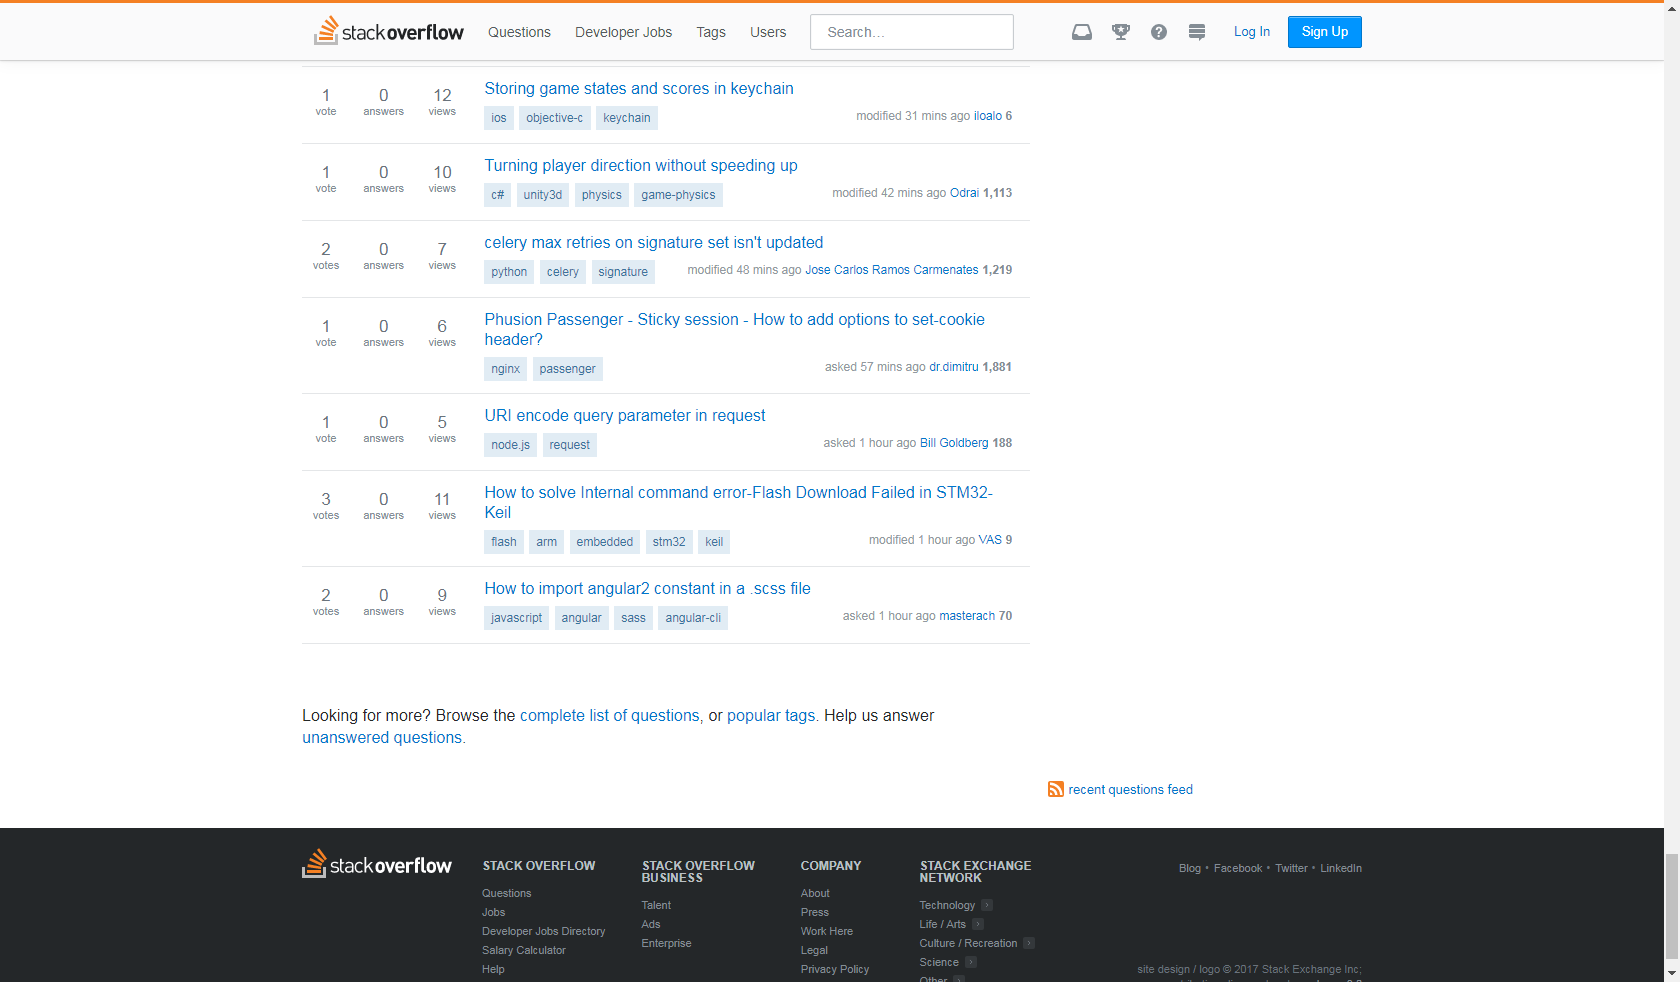 stack overflow Questions Developer Jobs Tags Users Search... Log In Sign Up
1 vote 0 answers 12 views
Storing game states and scores in keychain
ios objective-c keychain
modified 31 mins ago iloalo 6
1 vote 0 answers 10 views
Turning player direction without speeding up
c# unity3d physics game-physics
modified 42 mins ago Odrai 1,113
2 votes 0 answers 7 views
celery max retries on signature set isn't updated
python celery signature
modified 48 mins ago Jose Carlos Ramos Carmenates 1,219
1 vote 0 answers 6 views
Phusion Passenger - Sticky session - How to add options to set-cookie
header?
nginx passenger
asked 57 mins ago dr.dimitru 1,881
1 vote 0 answers 5 views
URI encode query parameter in request
node.js request
asked 1 hour ago Bill Goldberg 188
3 votes 0 answers 11 views
How to solve Internal command error-Flash Download Failed in STM32-
Keil
flash arm embedded stm32 keil
modified 1 hour ago VAS 9
2 votes 0 answers 9 views
How to import angular2 constant in a .scss file
javascript angular sass angular-cli
asked 1 hour ago masterach 70
Looking for more? Browse the complete list of questions, or popular tags. Help us answer
unanswered questions.
recent questions feed
stack overflow
STACK OVERFLOW
Questions
Jobs
Developer Jobs Directory
Salary Calculator
Help
STACK OVERFLOW
BUSINESS
Talent
Ads
Enterprise
COMPANY
About
Press
Work Here
Legal
Privacy Policy
STACK EXCHANGE
NETWORK
Technology
Life / Arts
Culture / Recreation
Science
Other
Blog • Facebook • Twitter • LinkedIn
site design / logo © 2017 Stack Exchange Inc;